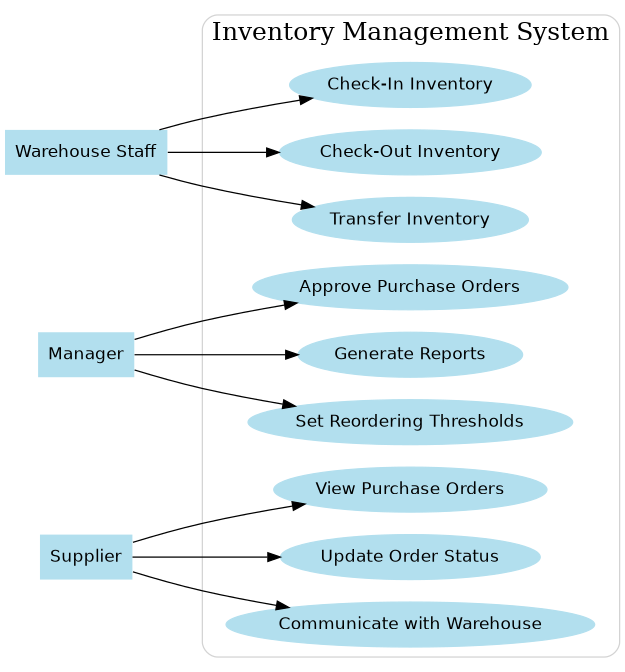 Inventory Management System
Warehouse Staff
Check-In Inventory
Check-Out Inventory
Transfer Inventory
Manager
Approve Purchase Orders
Generate Reports
Set Reordering Thresholds
Supplier
View Purchase Orders
Update Order Status
Communicate with Warehouse